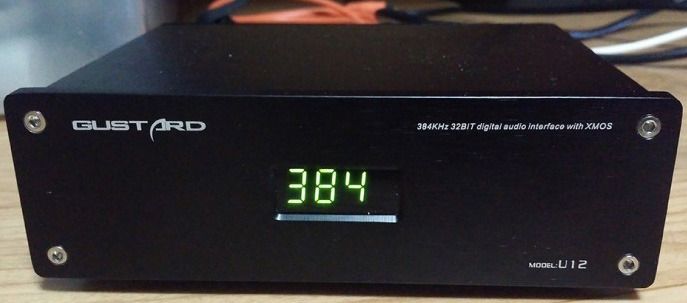 GUSTARD
384KHz 32BIT digital audio interface with XMOS
384
MODEL:U12